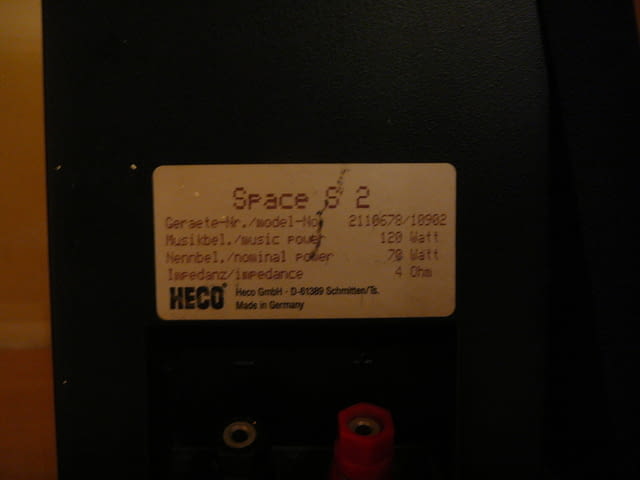 Space S 2
Geraete-Nr./model-No 2110678/10902
Musikbel./music power 120 Watt
Nennbel./nominal power 70 Watt
Impedanz/impedance 4 Ohm
HECO® Heco GmbH · D-61389 Schmitten/Ts.
Made in Germany